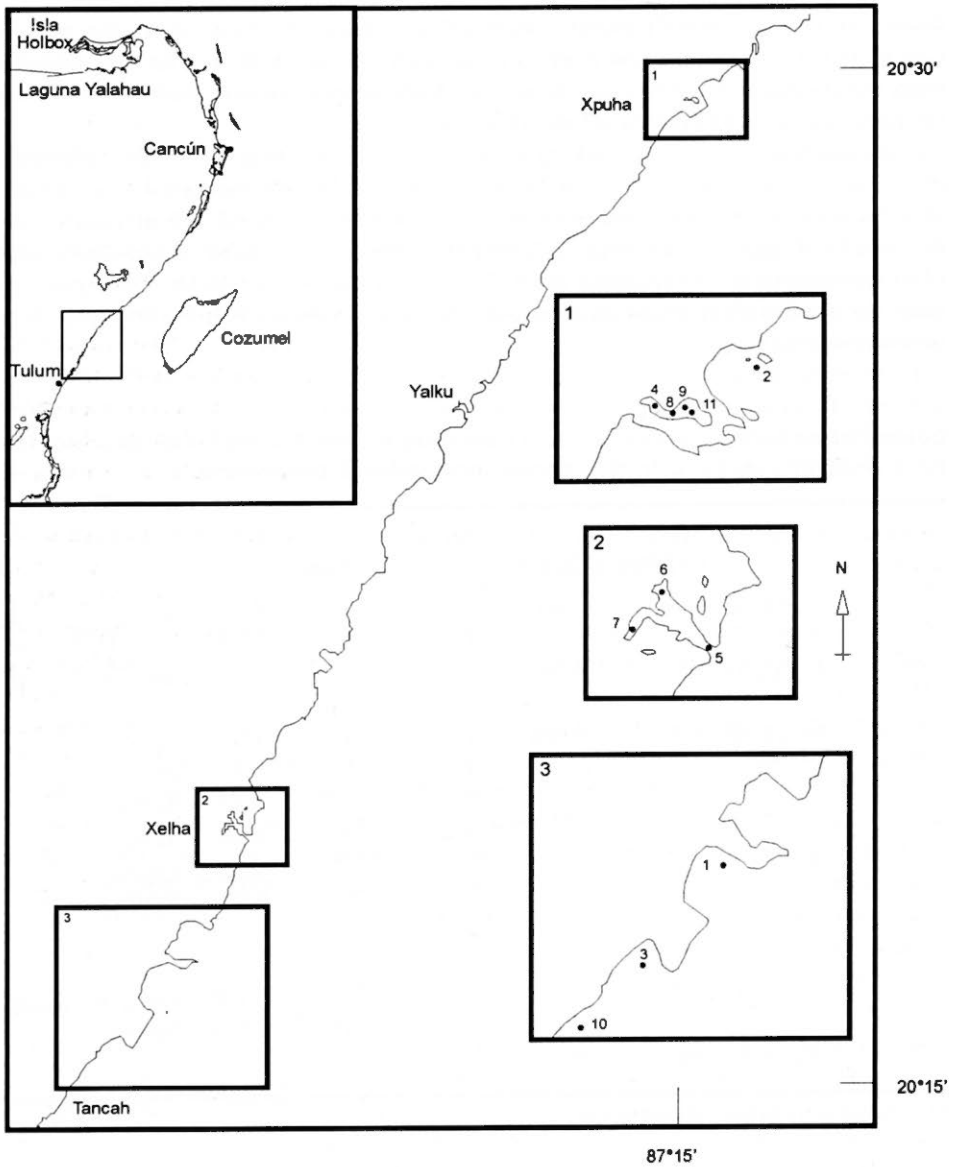 Isla
Holbox
Laguna Yalahau
Cancún
Cozumel
Tulum
1
Xpuha
20°30'
Yalku
1
4
9
8
11
2
2
6
7
5
N
2
Xelha
3
Tancah
3
1
3
10
20°15'
87°15'